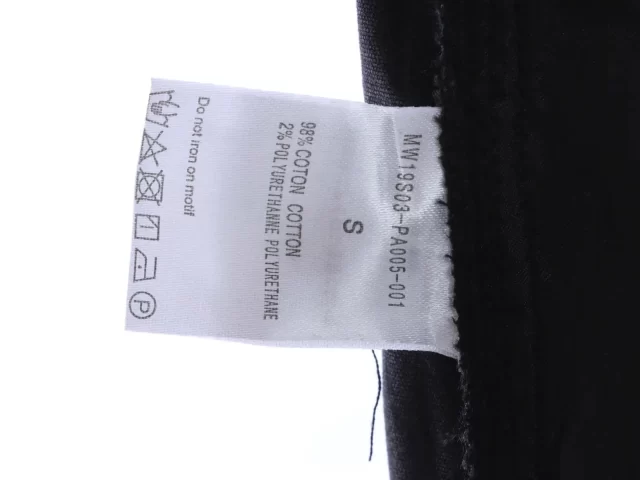 MW19S03-PA005-001
S
98% COTON COTTON
2% POLYURETHANNE POLYURETHANE
Do not iron on motif
P